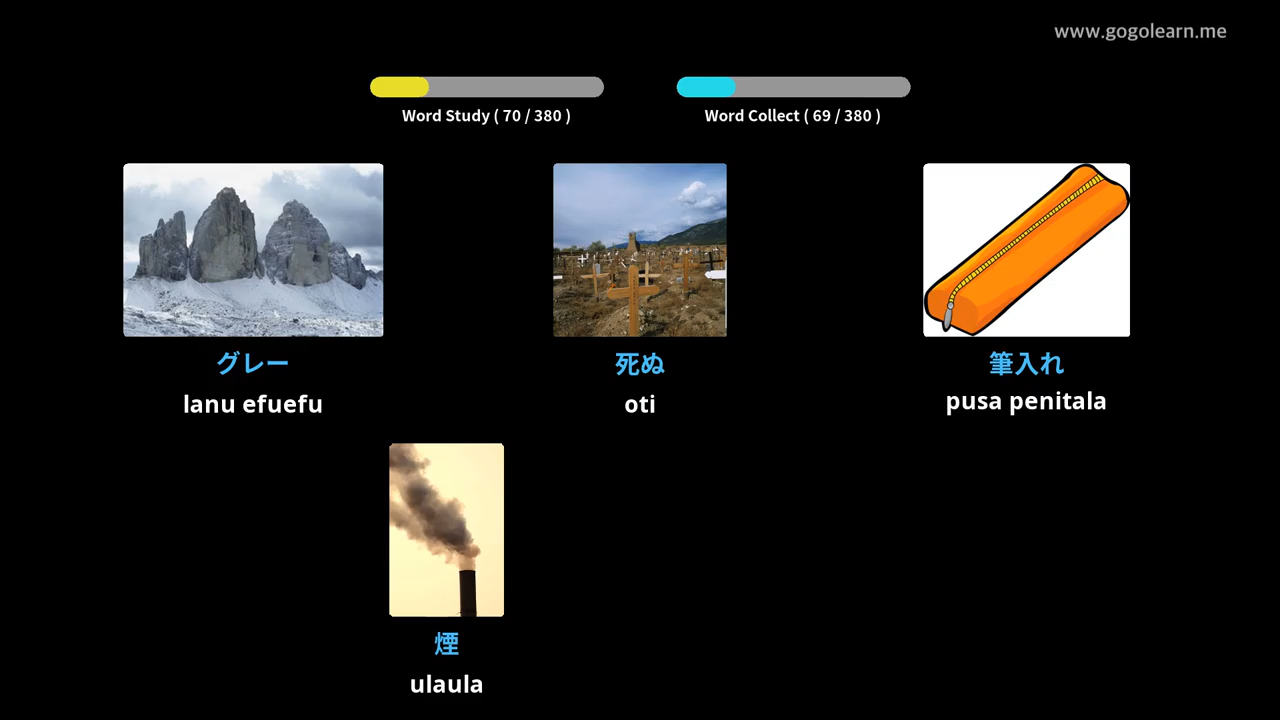 www.gogolearn.me
Word Study ( 70 / 380 )
Word Collect ( 69 / 380 )
グレー
lanu efuefu
死ぬ
oti
筆入れ
pusa penitala
煙
ulaula